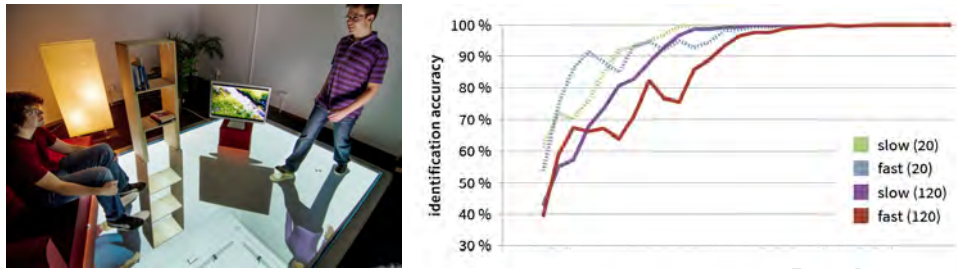 100 %
90 %
80 %
70 %
60 %
50 %
40 %
30 %
identification accuracy
slow (20)
fast (20)
slow (120)
fast (120)